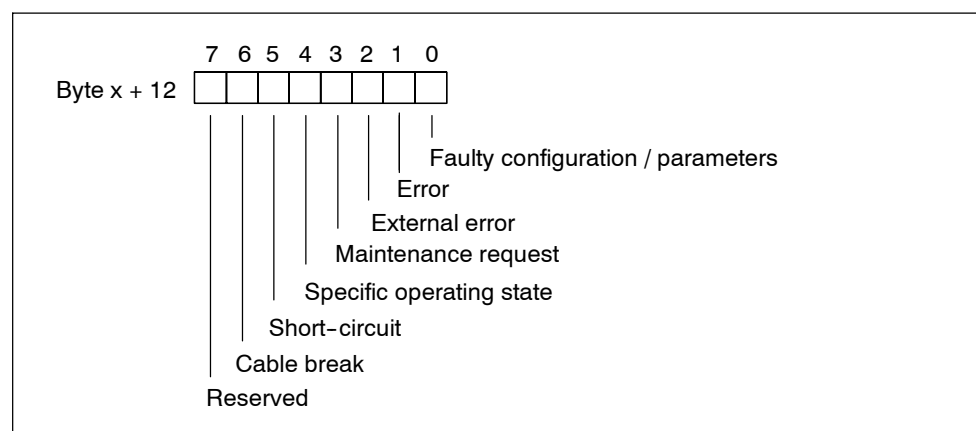 7 6 5 4 3 2 1 0
Byte x + 12
Faulty configuration / parameters
Error
External error
Maintenance request
Specific operating state
Short-circuit
Cable break
Reserved